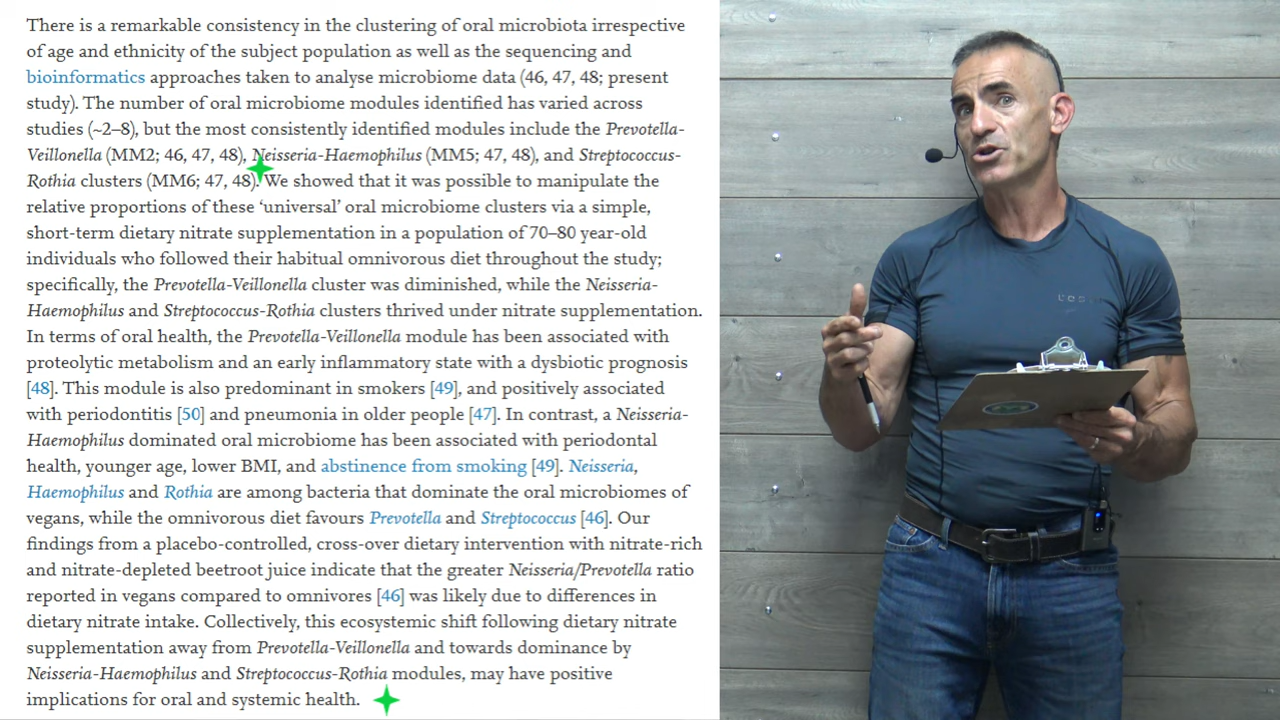 There is a remarkable consistency in the clustering of oral microbiota irrespective
of age and ethnicity of the subject population as well as the sequencing and
bioinformatics approaches taken to analyse microbiome data (46, 47, 48; present
study). The number of oral microbiome modules identified has varied across
studies (~2–8), but the most consistently identified modules include the Prevotella-
Veillonella (MM2; 46, 47, 48), Neisseria-Haemophilus (MM5; 47, 48), and Streptococcus-
Rothia clusters (MM6; 47, 48). We showed that it was possible to manipulate the
relative proportions of these ‘universal’ oral microbiome clusters via a simple,
short-term dietary nitrate supplementation in a population of 70–80 year-old
individuals who followed their habitual omnivorous diet throughout the study;
specifically, the Prevotella-Veillonella cluster was diminished, while the Neisseria-
Haemophilus and Streptococcus-Rothia clusters thrived under nitrate supplementation.
In terms of oral health, the Prevotella-Veillonella module has been associated with
proteolytic metabolism and an early inflammatory state with a dysbiotic prognosis
[48]. This module is also predominant in smokers [49], and positively associated
with periodontitis [50] and pneumonia in older people [47]. In contrast, a Neisseria-
Haemophilus dominated oral microbiome has been associated with periodontal
health, younger age, lower BMI, and abstinence from smoking [49]. Neisseria,
Haemophilus and Rothia are among bacteria that dominate the oral microbiomes of
vegans, while the omnivorous diet favours Prevotella and Streptococcus [46]. Our
findings from a placebo-controlled, cross-over dietary intervention with nitrate-rich
and nitrate-depleted beetroot juice indicate that the greater Neisseria/Prevotella ratio
reported in vegans compared to omnivores [46] was likely due to differences in
dietary nitrate intake. Collectively, this ecosystemic shift following dietary nitrate
supplementation away from Prevotella-Veillonella and towards dominance by
Neisseria-Haemophilus and Streptococcus-Rothia modules, may have positive
implications for oral and systemic health.